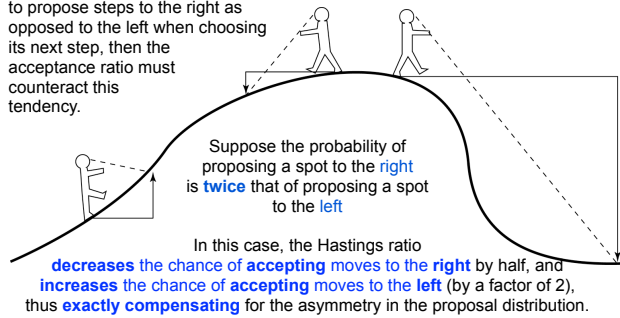 to propose steps to the right as
opposed to the left when choosing
its next step, then the
acceptance ratio must
counteract this
tendency.
Suppose the probability of
proposing a spot to the right
is twice that of proposing a spot
to the left
In this case, the Hastings ratio
decreases the chance of accepting moves to the right by half, and
increases the chance of accepting moves to the left (by a factor of 2),
thus exactly compensating for the asymmetry in the proposal distribution.